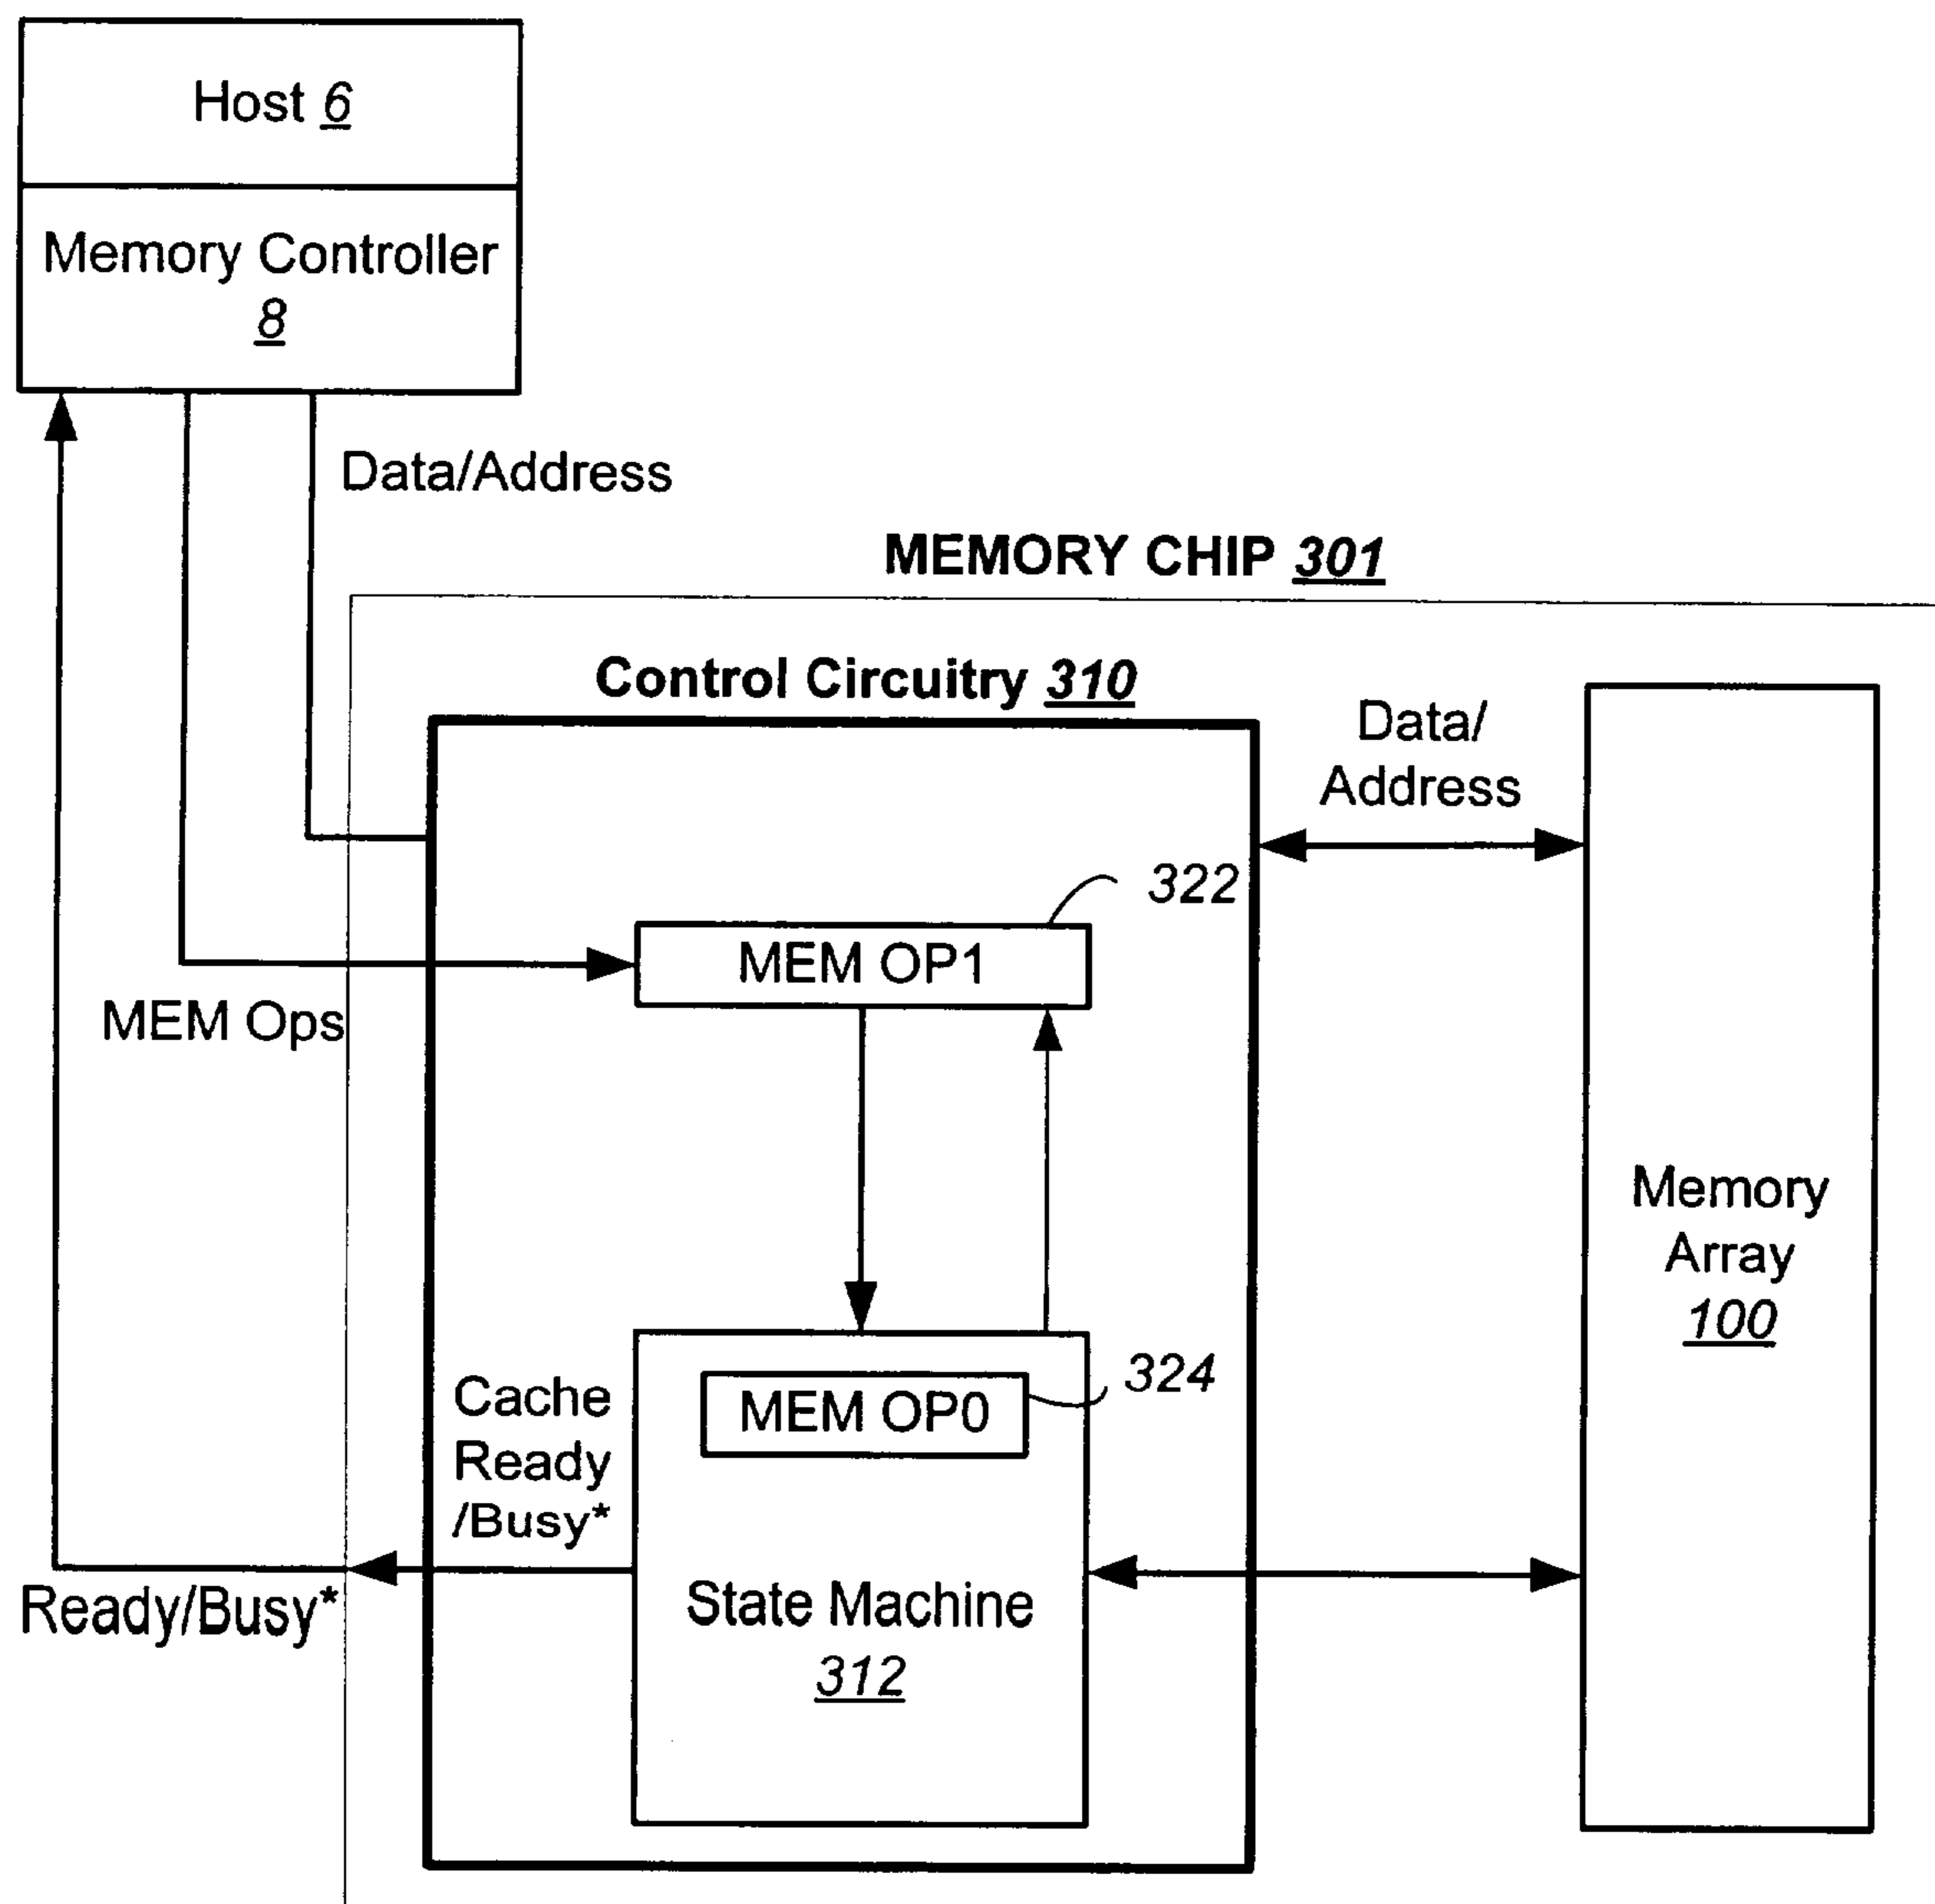 Host 6
Memory Controller
8
Data/Address
MEMORY CHIP 301
Control Circuitry 310
Data/
Address
322
MEM OP1
MEM Ops
Memory
Array
100
324
MEM OP0
Cache
Ready
/Busy*
Ready/Busy*
State Machine
312